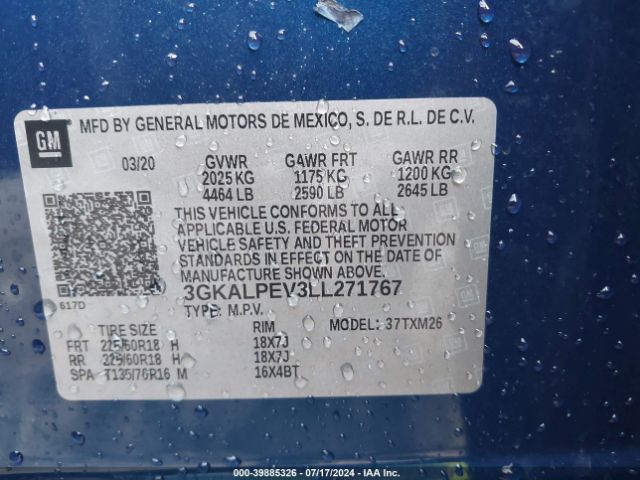 GM
MFD BY GENERAL MOTORS DE MEXICO, S. DE R.L. DE C.V.
03/20 GVWR GAWR FRT GAWR RR
2025 KG 1175 KG 1200 KG
4464 LB 2590 LB 2645 LB
THIS VEHICLE CONFORMS TO ALL
APPLICABLE U.S. FEDERAL MOTOR
VEHICLE SAFETY AND THEFT PREVENTION
STANDARDS IN EFFECT ON THE DATE OF
MANUFACTURE SHOWN ABOVE.
617D
3GKALPEV3LL271767
TYPE: M.P.V.
TIRE SIZE RIM MODEL: 37TXM26
FRT 225/60R18 H 18X7J
RR 225/60R18 H 18X7J
SPA T135/70R16 M 16X4BT
000-39885326 - 07/17/2024 - IAA Inc.